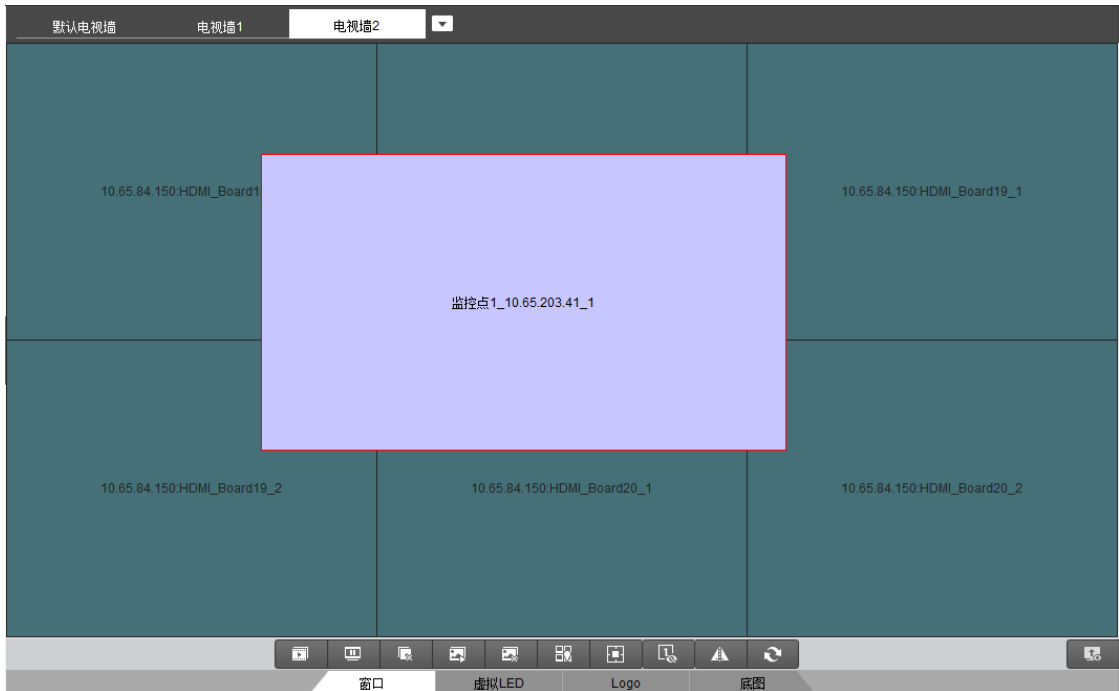 默认电视墙 电视墙1 电视墙2
10.65.84.150:HDMI_Board1
10.65.84.150:HDMI_Board19_1
监控点1_10.65.203.41_1
10.65.84.150:HDMI_Board19_2
10.65.84.150:HDMI_Board20_1
10.65.84.150:HDMI_Board20_2
窗口 虚拟LED Logo 底图